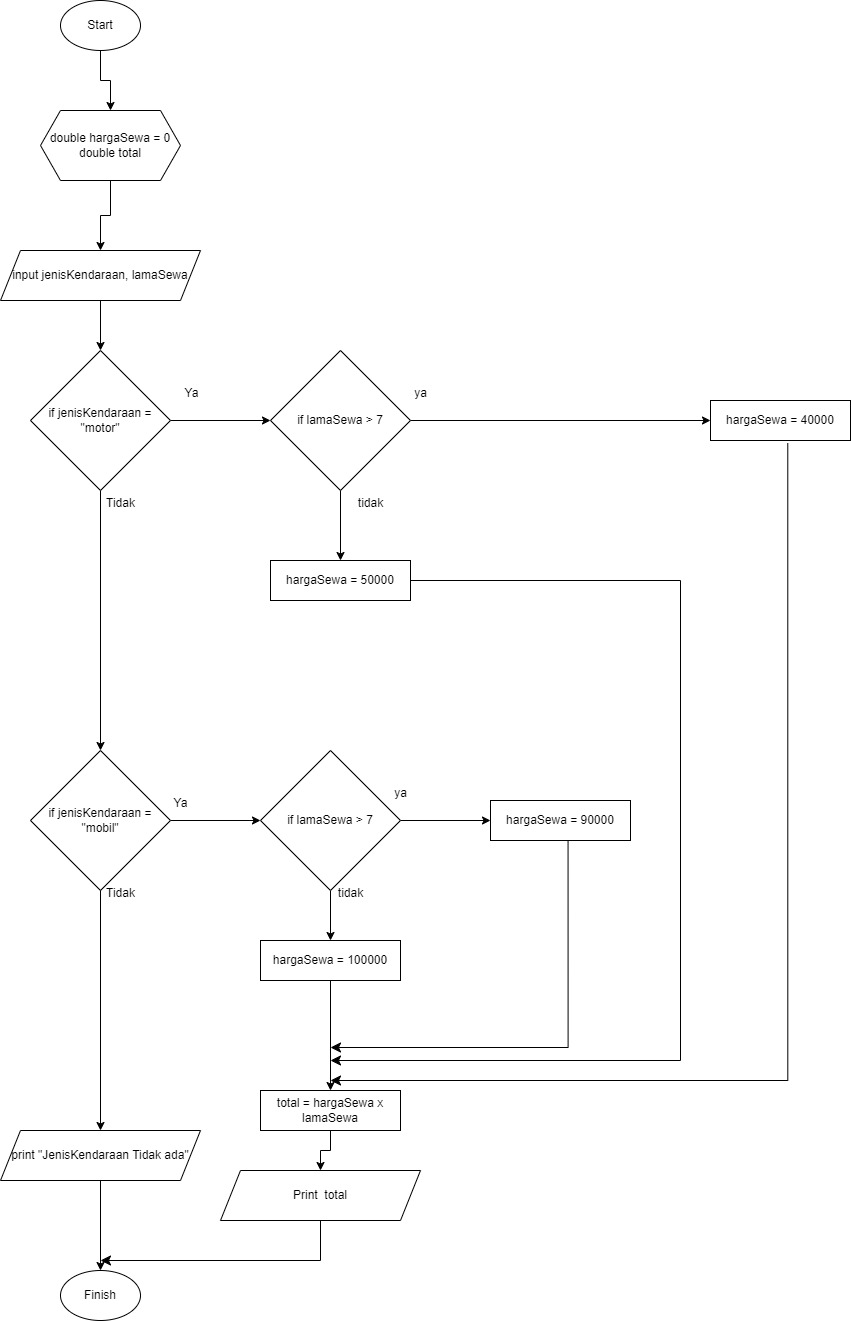 Start
double hargaSewa = 0
double total
input jenisKendaraan, lamaSewa
if jenisKendaraan =
"motor"
Ya
if lamaSewa > 7
ya
hargaSewa = 40000
Tidak
tidak
hargaSewa = 50000
if jenisKendaraan =
"mobil"
Ya
if lamaSewa > 7
ya
hargaSewa = 90000
Tidak
tidak
hargaSewa = 100000
total = hargaSewa x
lamaSewa
print "JenisKendaraan Tidak ada"
Print total
Finish